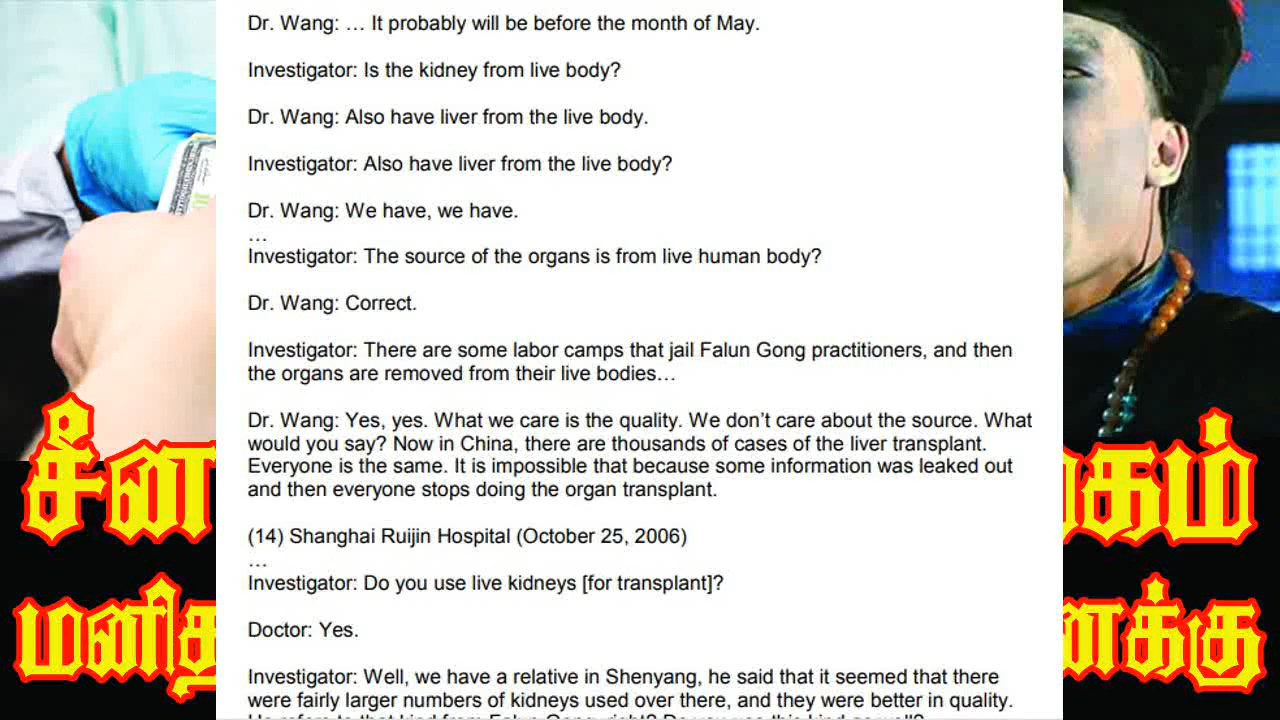 Dr. Wang: … It probably will be before the month of May.
Investigator: Is the kidney from live body?
Dr. Wang: Also have liver from the live body.
Investigator: Also have liver from the live body?
Dr. Wang: We have, we have.
…
Investigator: The source of the organs is from live human body?
Dr. Wang: Correct.
Investigator: There are some labor camps that jail Falun Gong practitioners, and then
the organs are removed from their live bodies…
Dr. Wang: Yes, yes. What we care is the quality. We don’t care about the source. What
would you say? Now in China, there are thousands of cases of the liver transplant.
Everyone is the same. It is impossible that because some information was leaked out
and then everyone stops doing the organ transplant.
(14) Shanghai Ruijin Hospital (October 25, 2006)
…
Investigator: Do you use live kidneys [for transplant]?
Doctor: Yes.
Investigator: Well, we have a relative in Shenyang, he said that it seemed that there
were fairly larger numbers of kidneys used over there, and they were better in quality.
சீன
மனித